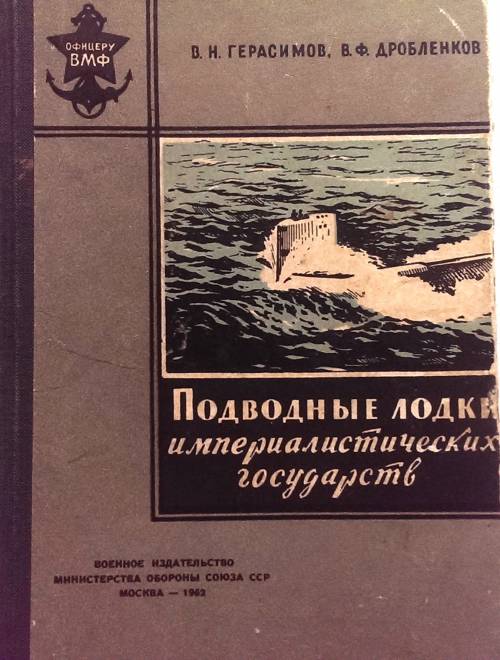 ОФИЦЕРУ
ВМФ
В. Н. ГЕРАСИМОВ, В. Ф. ДРОБЛЕНКОВ
ПОДВОДНЫЕ ЛОДКИ
империалистических
государств
ВОЕННОЕ ИЗДАТЕЛЬСТВО
МИНИСТЕРСТВА ОБОРОНЫ СОЮЗА ССР
МОСКВА — 1962